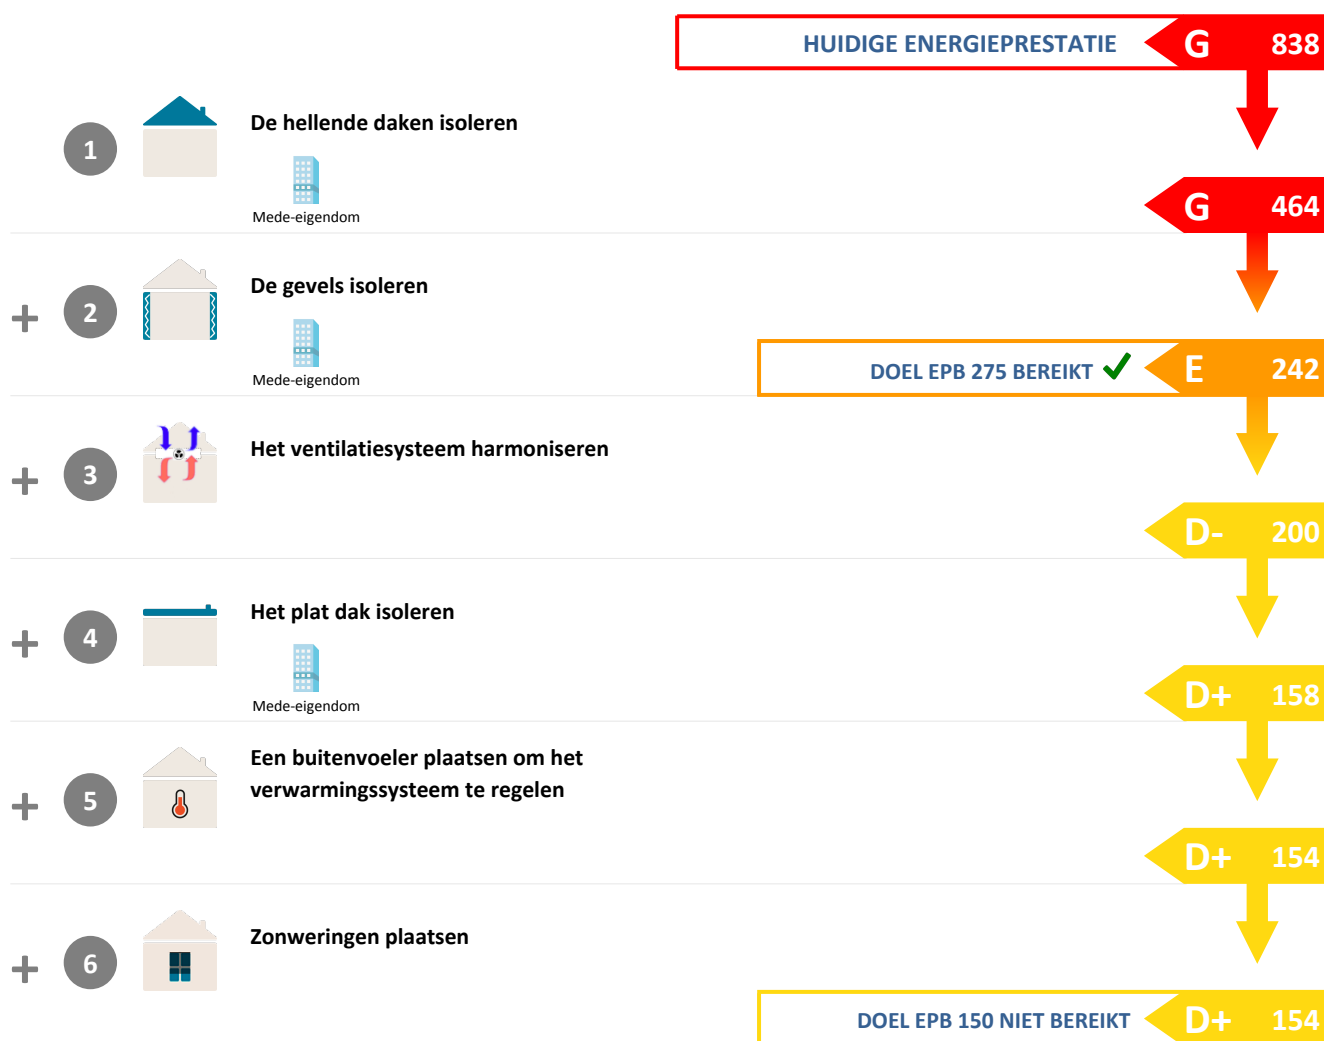 HUIDIGE ENERGIEPRESTATIE G 838
1 De hellende daken isoleren
Mede-eigendom
G 464
+ 2 De gevels isoleren
Mede-eigendom
DOEL EPB 275 BEREIKT ✓ E 242
+ 3 Het ventilatiesysteem harmoniseren
D- 200
+ 4 Het plat dak isoleren
Mede-eigendom
D+ 158
+ 5 Een buitenvoeler plaatsen om het
verwarmingssysteem te regelen
D+ 154
+ 6 Zonweringen plaatsen
DOEL EPB 150 NIET BEREIKT D+ 154